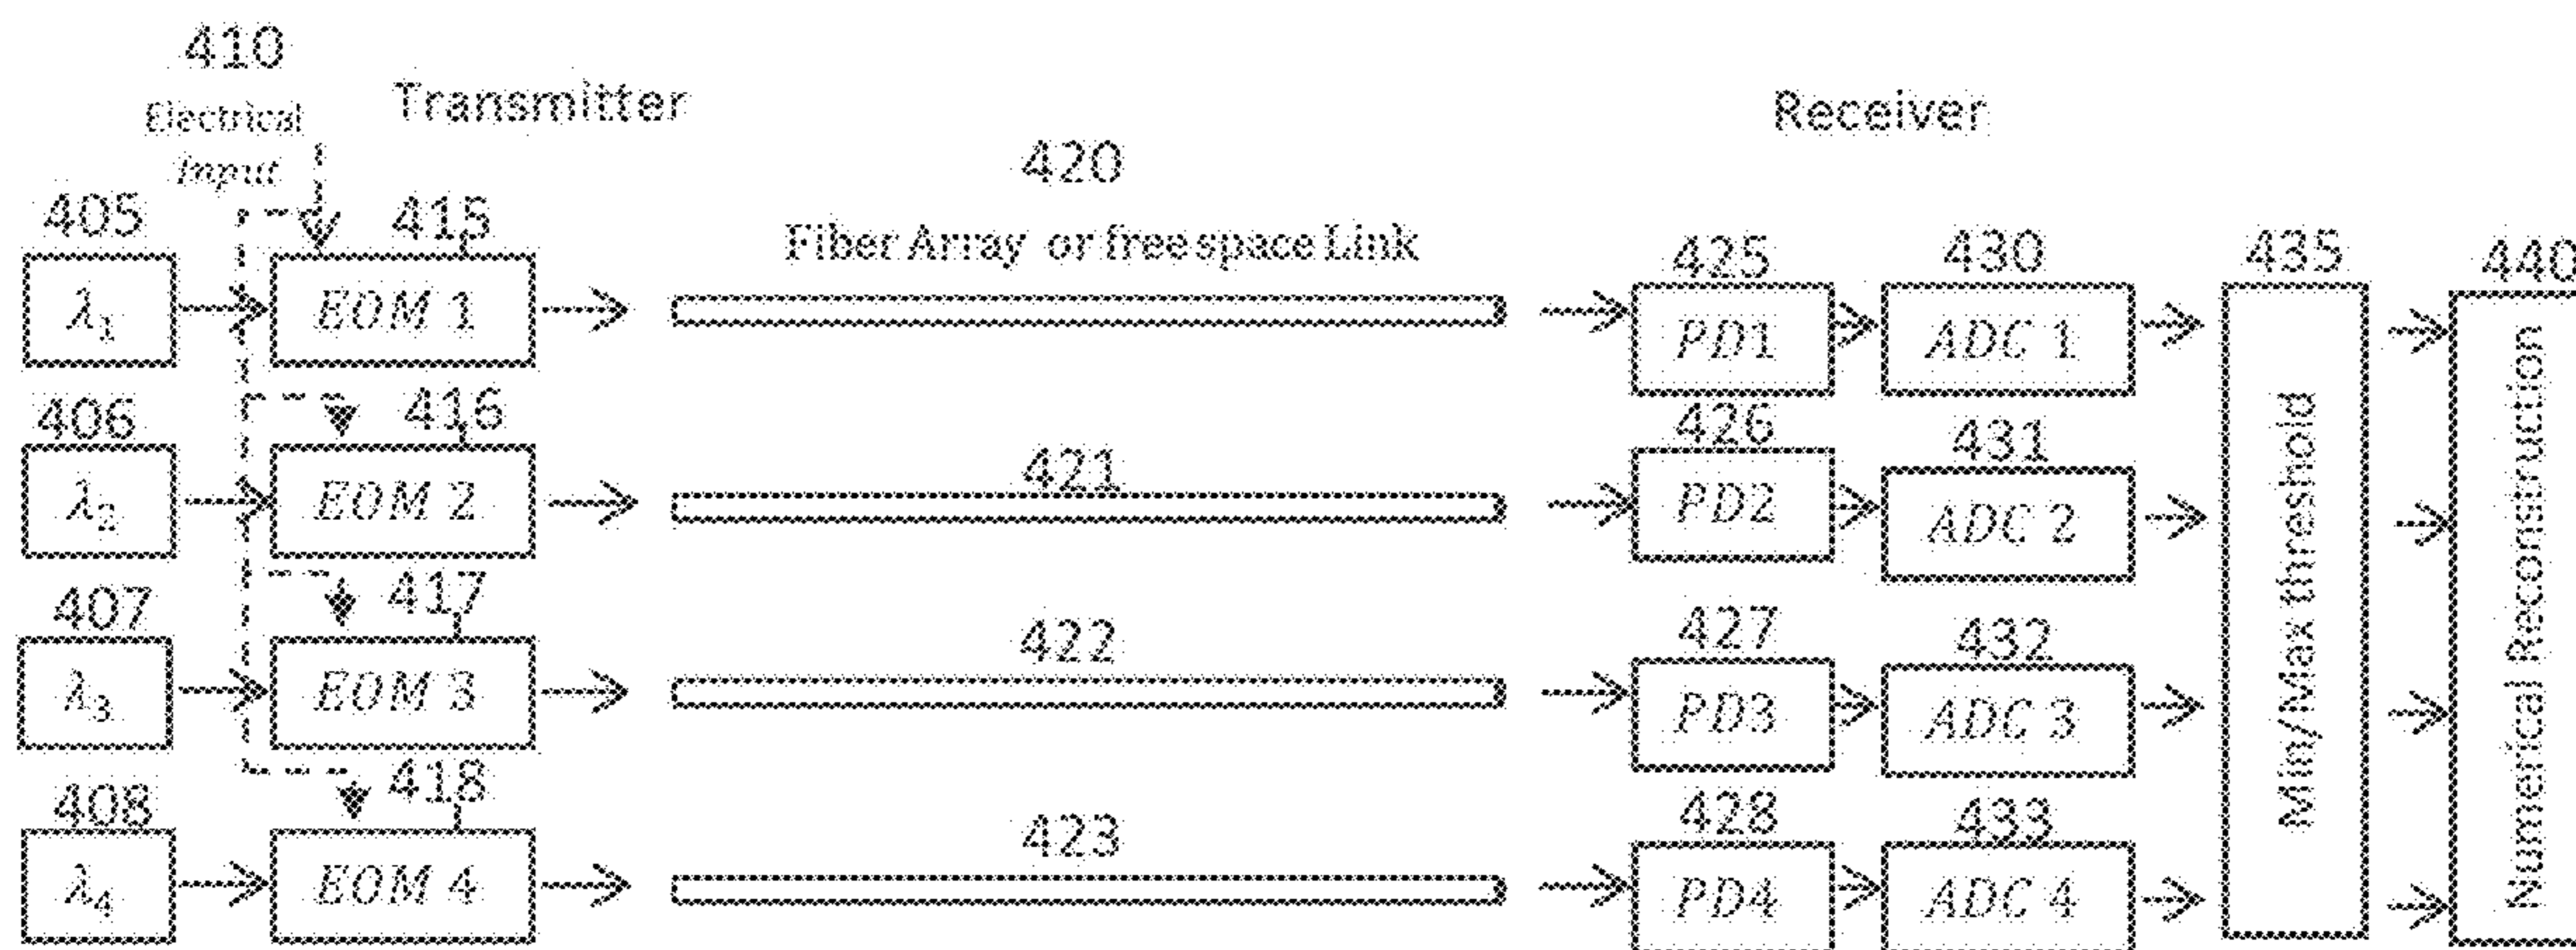 410
Electrical
Input
Transmitter
Receiver
420
Fiber Array or free space Link
405
415
425
430
435
440
λ1
EOM 1
PD1
ADC 1
406
416
421
426
431
λ2
EOM 2
PD2
ADC 2
407
417
422
427
432
λ3
EOM 3
PD3
ADC 3
408
418
423
428
433
λ4
EOM 4
PD4
ADC 4
Min/Max threshold
Numerical Reconstruction